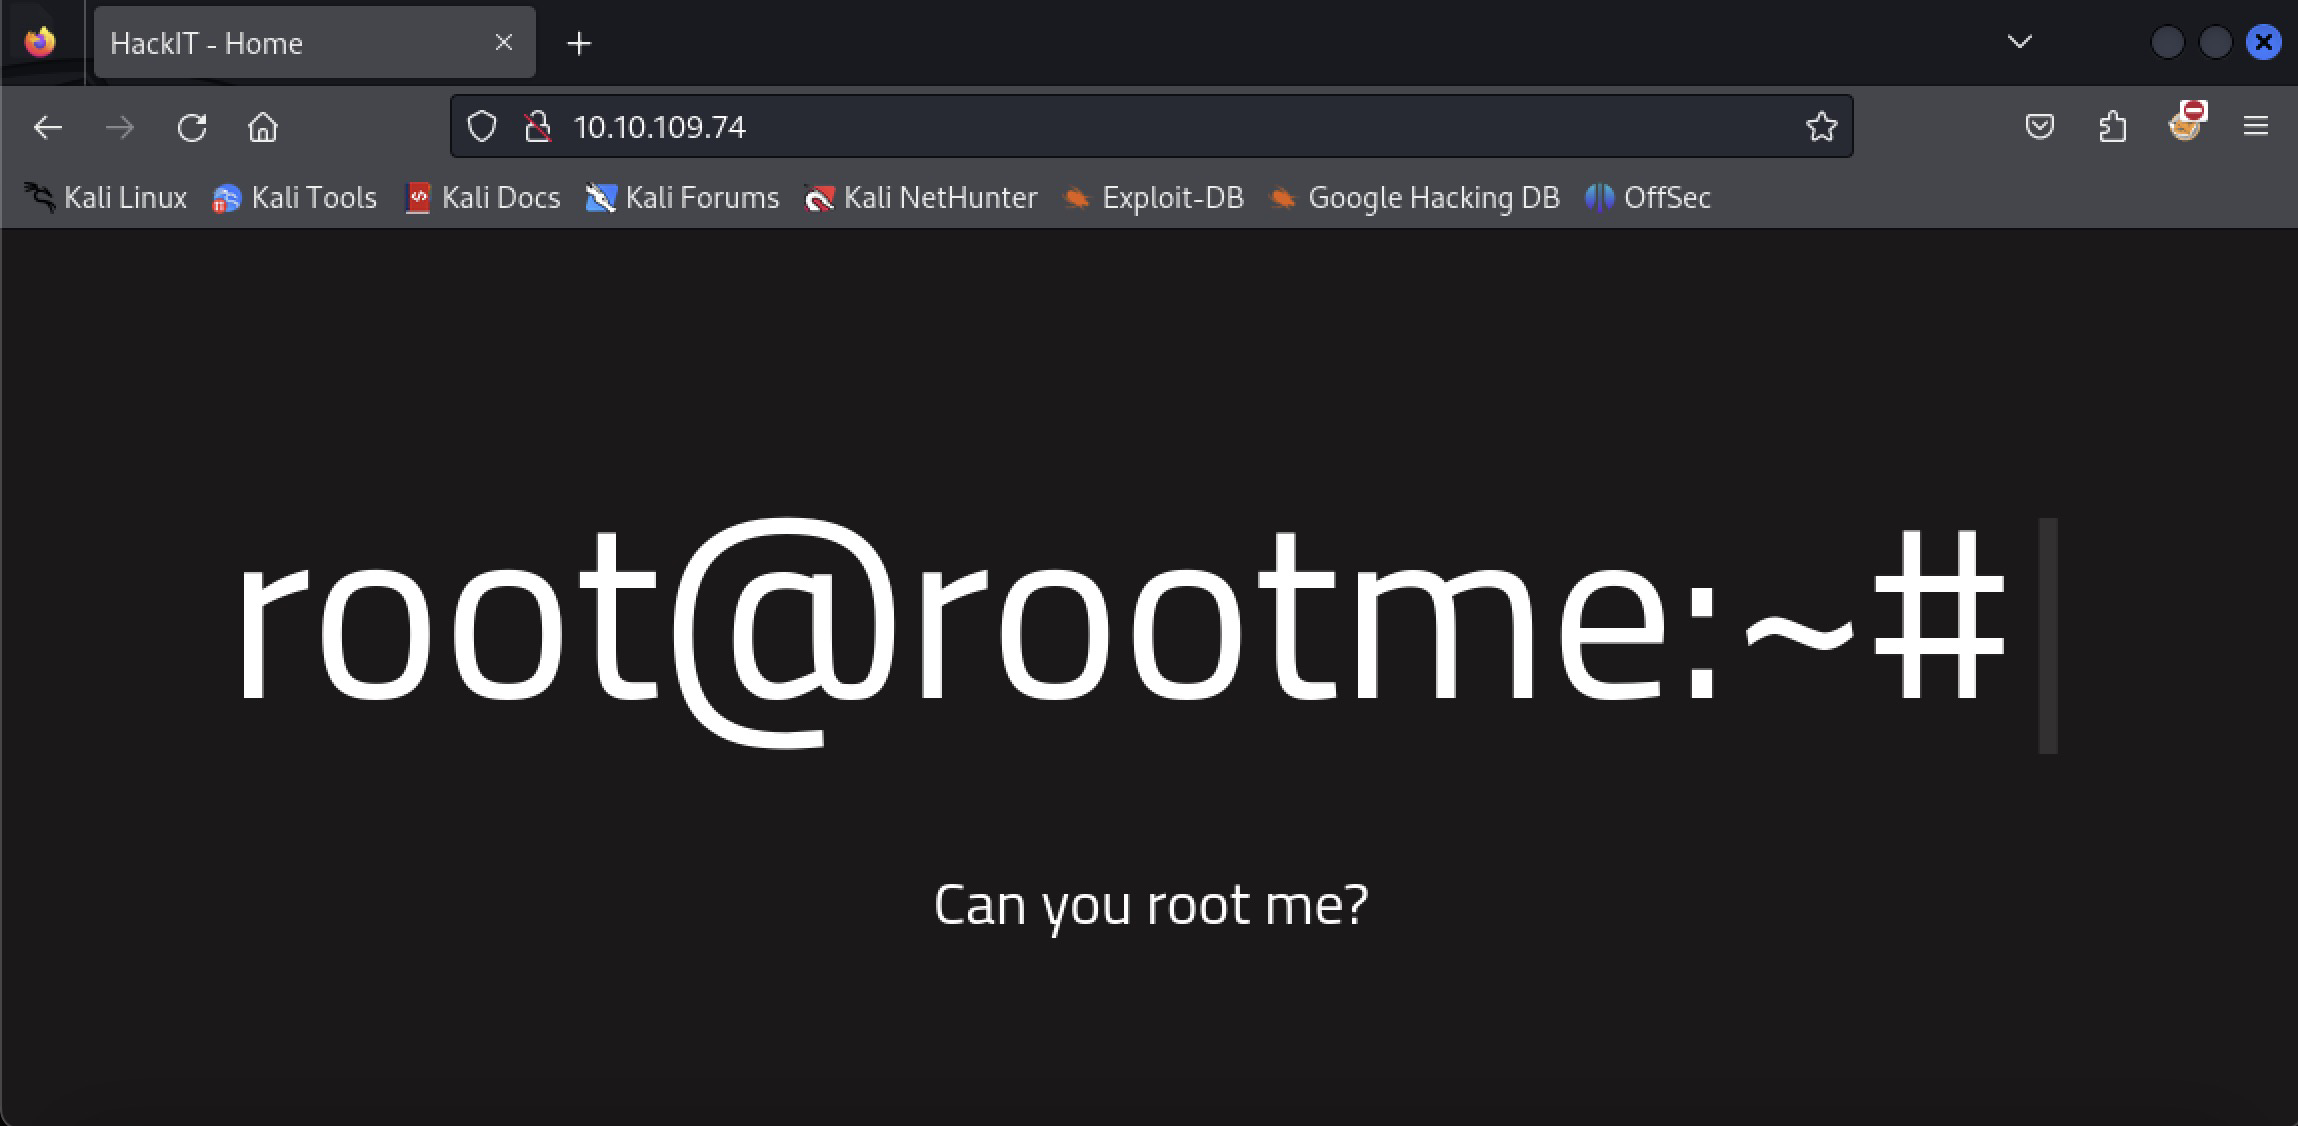 HackIT - Home
10.10.109.74
Kali Linux Kali Tools Kali Docs Kali Forums Kali NetHunter Exploit-DB Google Hacking DB OffSec
root@rootme:~#
Can you root me?